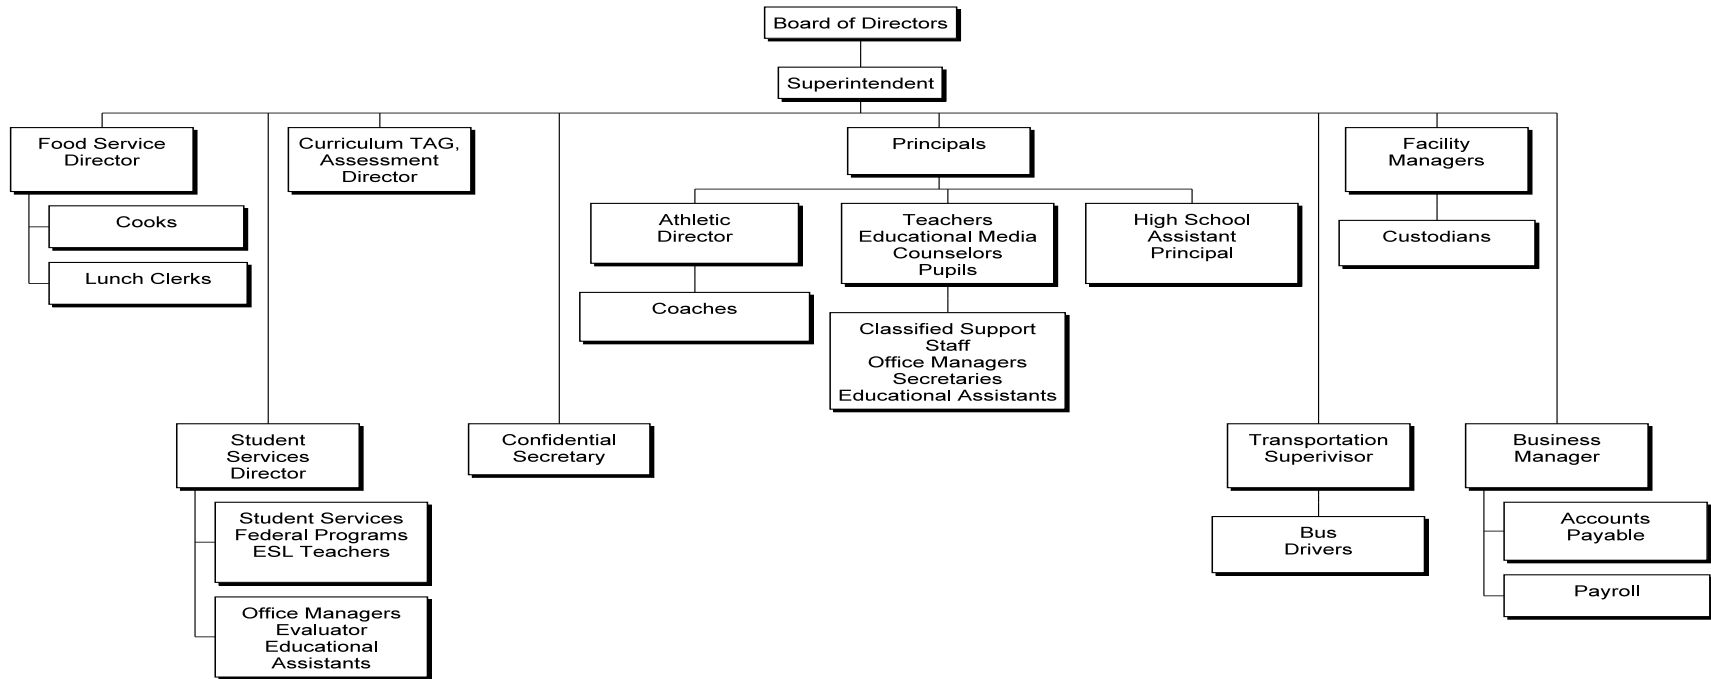 Board of Directors
Superintendent
Food Service
Director
Curriculum TAG,
Assessment
Director
Principals
Facility
Managers
Cooks
Lunch Clerks
Athletic
Director
Teachers
Educational Media
Counselors
Pupils
High School
Assistant
Principal
Custodians
Coaches
Classified Support
Staff
Office Managers
Secretaries
Educational Assistants
Student
Services
Director
Confidential
Secretary
Transportation
Superivisor
Business
Manager
Student Services
Federal Programs
ESL Teachers
Bus
Drivers
Accounts
Payable
Payroll
Office Managers
Evaluator
Educational
Assistants